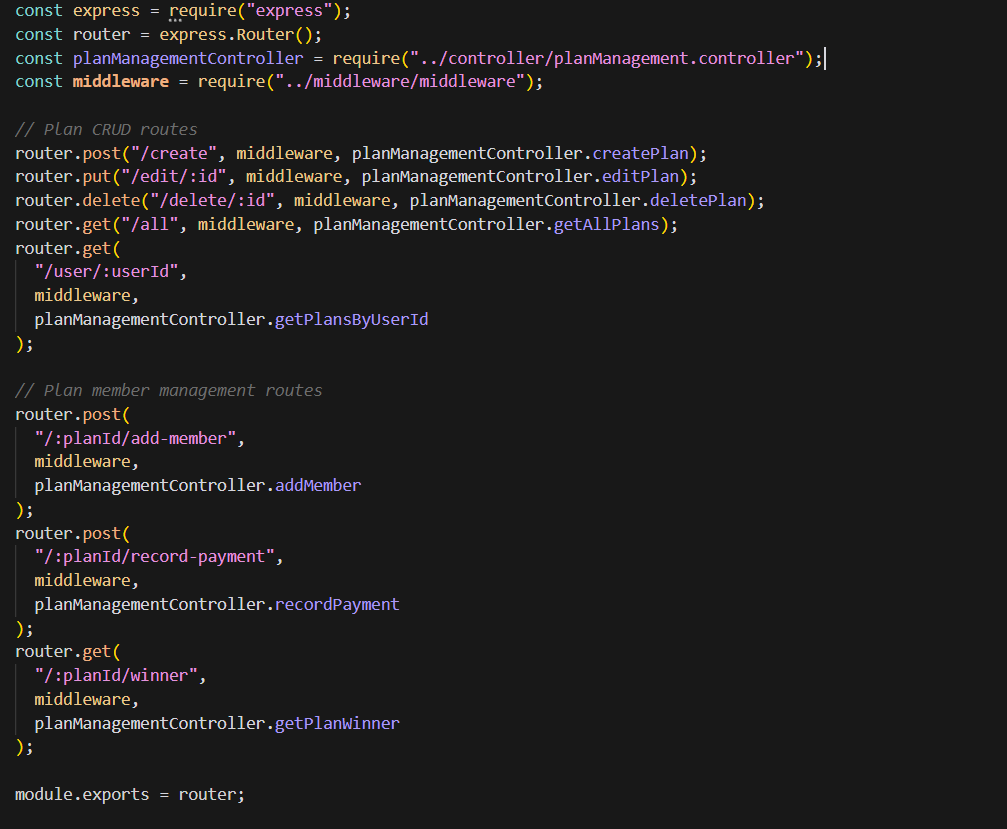 const express = require("express");
const router = express.Router();
const planManagementController = require("../controller/planManagement.controller");
const middleware = require("../middleware/middleware");
// Plan CRUD routes
router.post("/create", middleware, planManagementController.createPlan);
router.put("/edit/:id", middleware, planManagementController.editPlan);
router.delete("/delete/:id", middleware, planManagementController.deletePlan);
router.get("/all", middleware, planManagementController.getAllPlans);
router.get(
  "/user/:userId",
  middleware,
  planManagementController.getPlansByUserId
);
// Plan member management routes
router.post(
  "/:planId/add-member",
  middleware,
  planManagementController.addMember
);
router.post(
  "/:planId/record-payment",
  middleware,
  planManagementController.recordPayment
);
router.get(
  "/:planId/winner",
  middleware,
  planManagementController.getPlanWinner
);
module.exports = router;